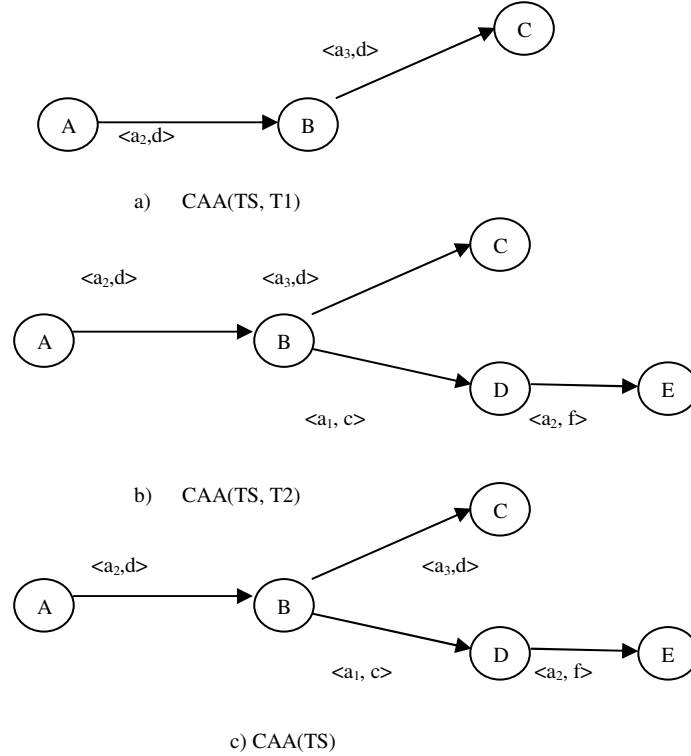 C
<a₃,d>
A
B
<a₂,d>
a) CAA(TS, T1)
C
<a₂,d> <a₃,d>
A
B
D
E
<a₁, c> <a₂, f>
b) CAA(TS, T2)
C
<a₂,d> <a₃,d>
A
B
D
E
<a₁, c> <a₂, f>
c) CAA(TS)